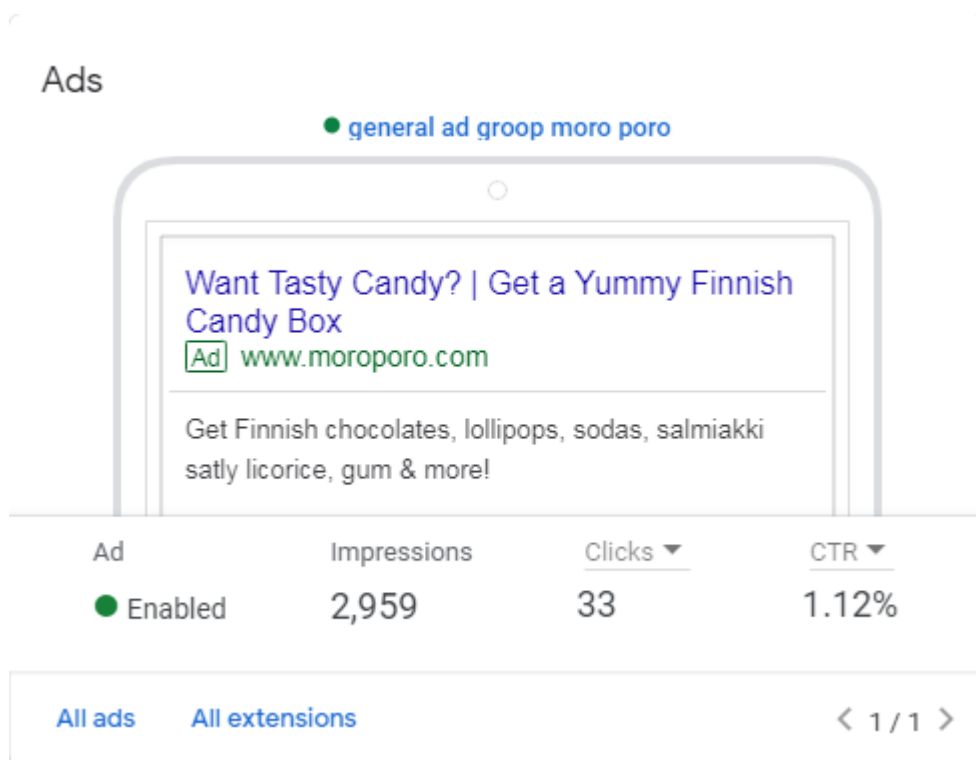 Ads
general ad groop moro poro
Want Tasty Candy? | Get a Yummy Finnish
Candy Box
Ad www.moroporo.com
Get Finnish chocolates, lollipops, sodas, salmiakki
satly licorice, gum & more!
Ad Impressions Clicks CTR
Enabled 2,959 33 1.12%
All ads All extensions < 1 / 1 >